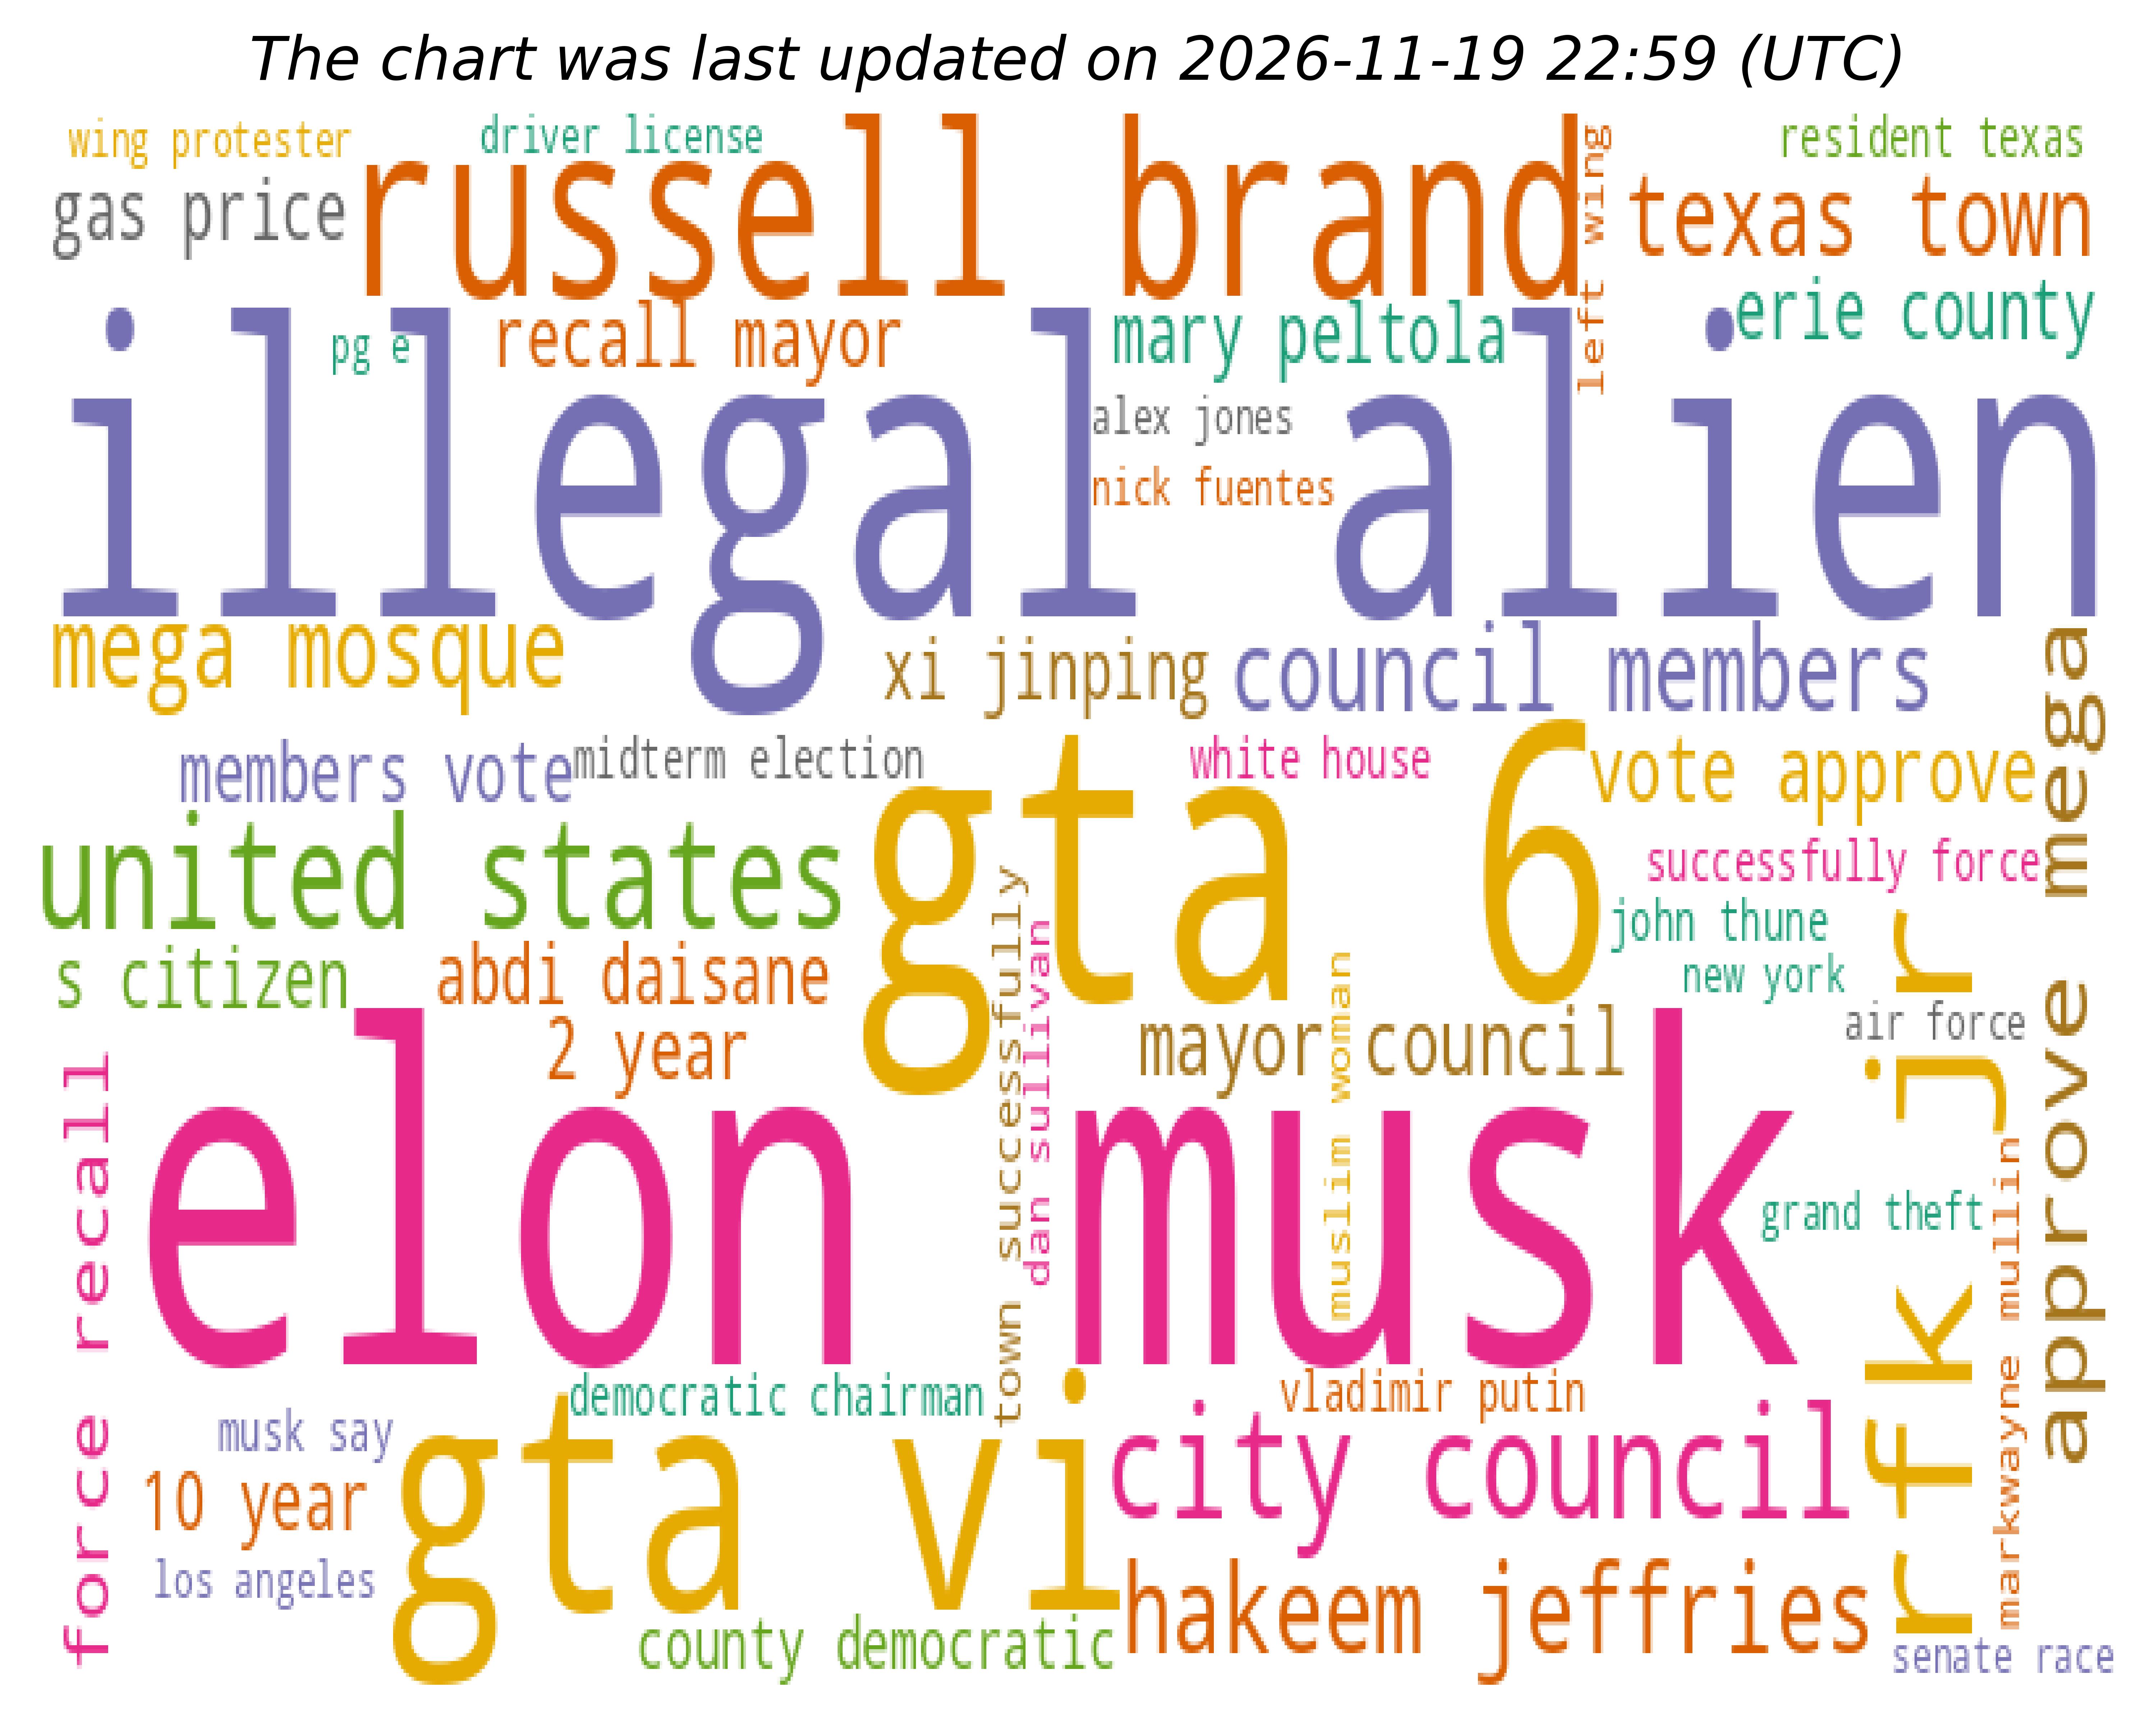 The chart was last updated on 2026-11-19 22:59 (UTC)
wing protester
driver license
resident texas
gas price
russell brand
left wing
texas town
pg e
recall mayor
mary peltola
erie county
illegal alien
alex jones
nick fuentes
mega mosque
xi jinping
council members
members vote
midterm election
white house
vote approve
approve mega
united states
gta 6
successfully force
john thune
s citizen
abdi daisane
new york
2 year
mayor council
air force
town successfully
dan sullivan
muslim woman
force recall
elon musk
grand theft
rfk jr
markwayne mullin
democratic chairman
vladimir putin
musk say
10 year
gta vi
city council
los angeles
county democratic
hakeem jeffries
senate race